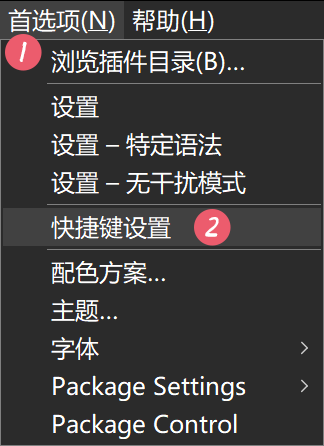 首选项(N) 帮助(H)
1
浏览插件目录(B)...
设置
设置 – 特定语法
设置 – 无干扰模式
快捷键设置 2
配色方案...
主题...
字体
Package Settings
Package Control